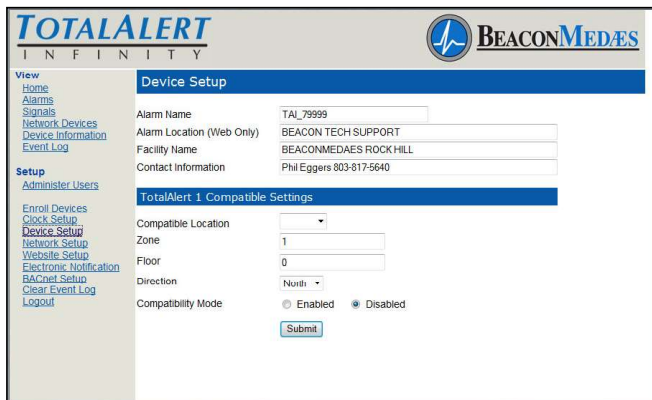 TOTALALERT
INFINITY
BEACONMEDÆS
View
Home
Alarms
Signals
Network Devices
Device Information
Event Log
Setup
Administer Users
Enroll Devices
Clock Setup
Device Setup
Network Setup
Website Setup
Electronic Notification
BACnet Setup
Clear Event Log
Logout
Device Setup
Alarm Name TAI_79999
Alarm Location (Web Only) BEACON TECH SUPPORT
Facility Name BEACONMEDAES ROCK HILL
Contact Information Phil Eggers 803-817-5640
TotalAlert 1 Compatible Settings
Compatible Location
Zone 1
Floor 0
Direction North
Compatibility Mode Enabled Disabled
Submit